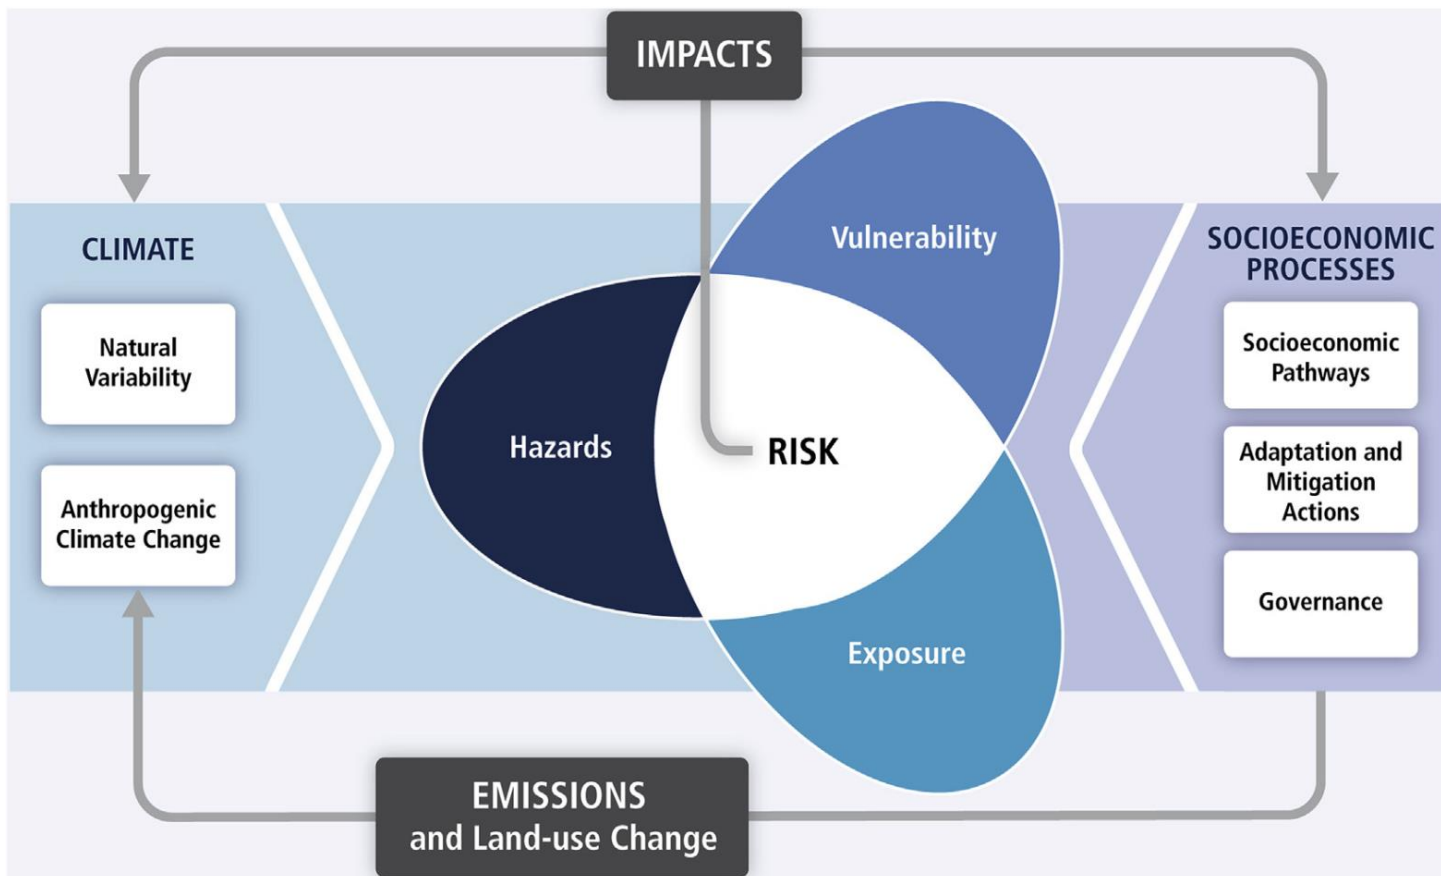 IMPACTS
CLIMATE
Natural
Variability
Anthropogenic
Climate Change
Vulnerability
Hazards
RISK
Exposure
SOCIOECONOMIC
PROCESSES
Socioeconomic
Pathways
Adaptation and
Mitigation
Actions
Governance
EMISSIONS
and Land-use Change